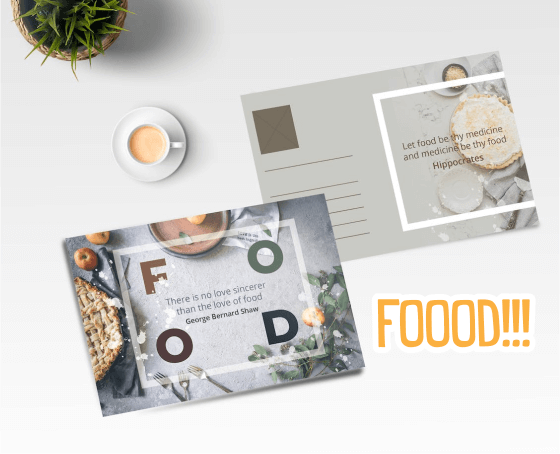 Let food be thy medicine
and medicine be thy food
Hippocrates
F O
There is no love sincerer
than the love of food
George Bernard Shaw
O D
FOOOD!!!